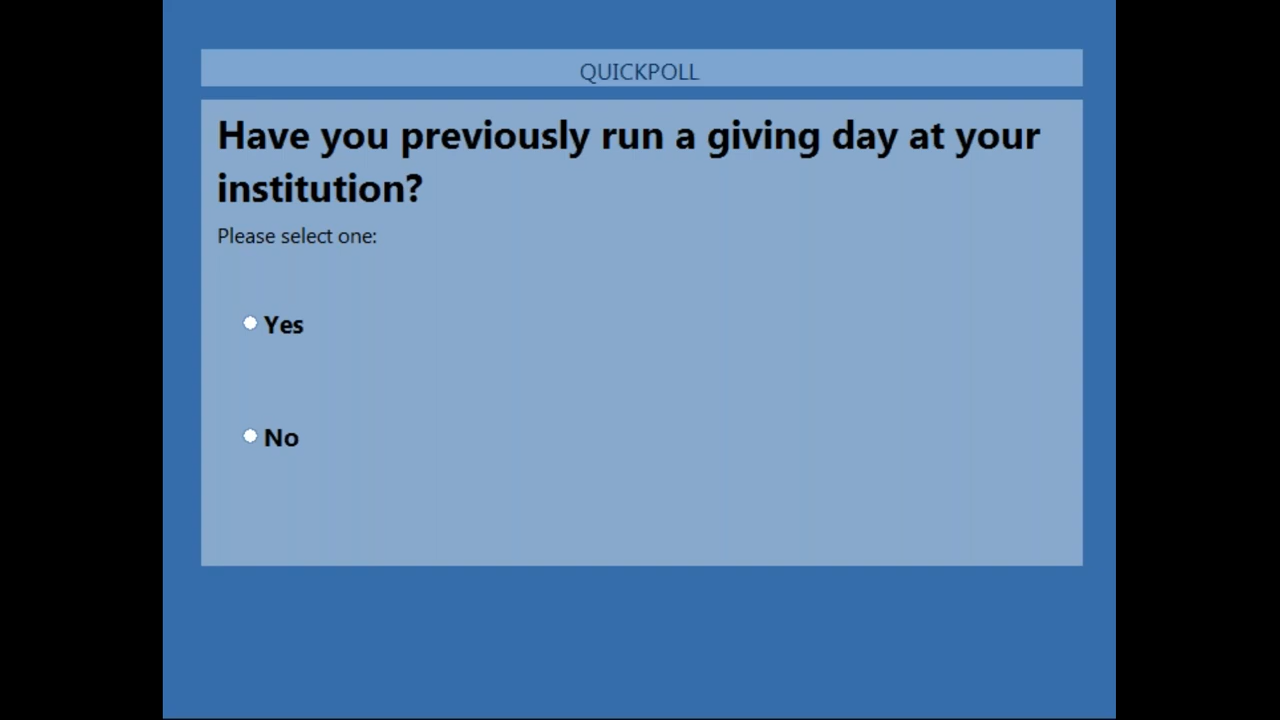 QUICKPOLL
Have you previously run a giving day at your
institution?
Please select one:
Yes
No